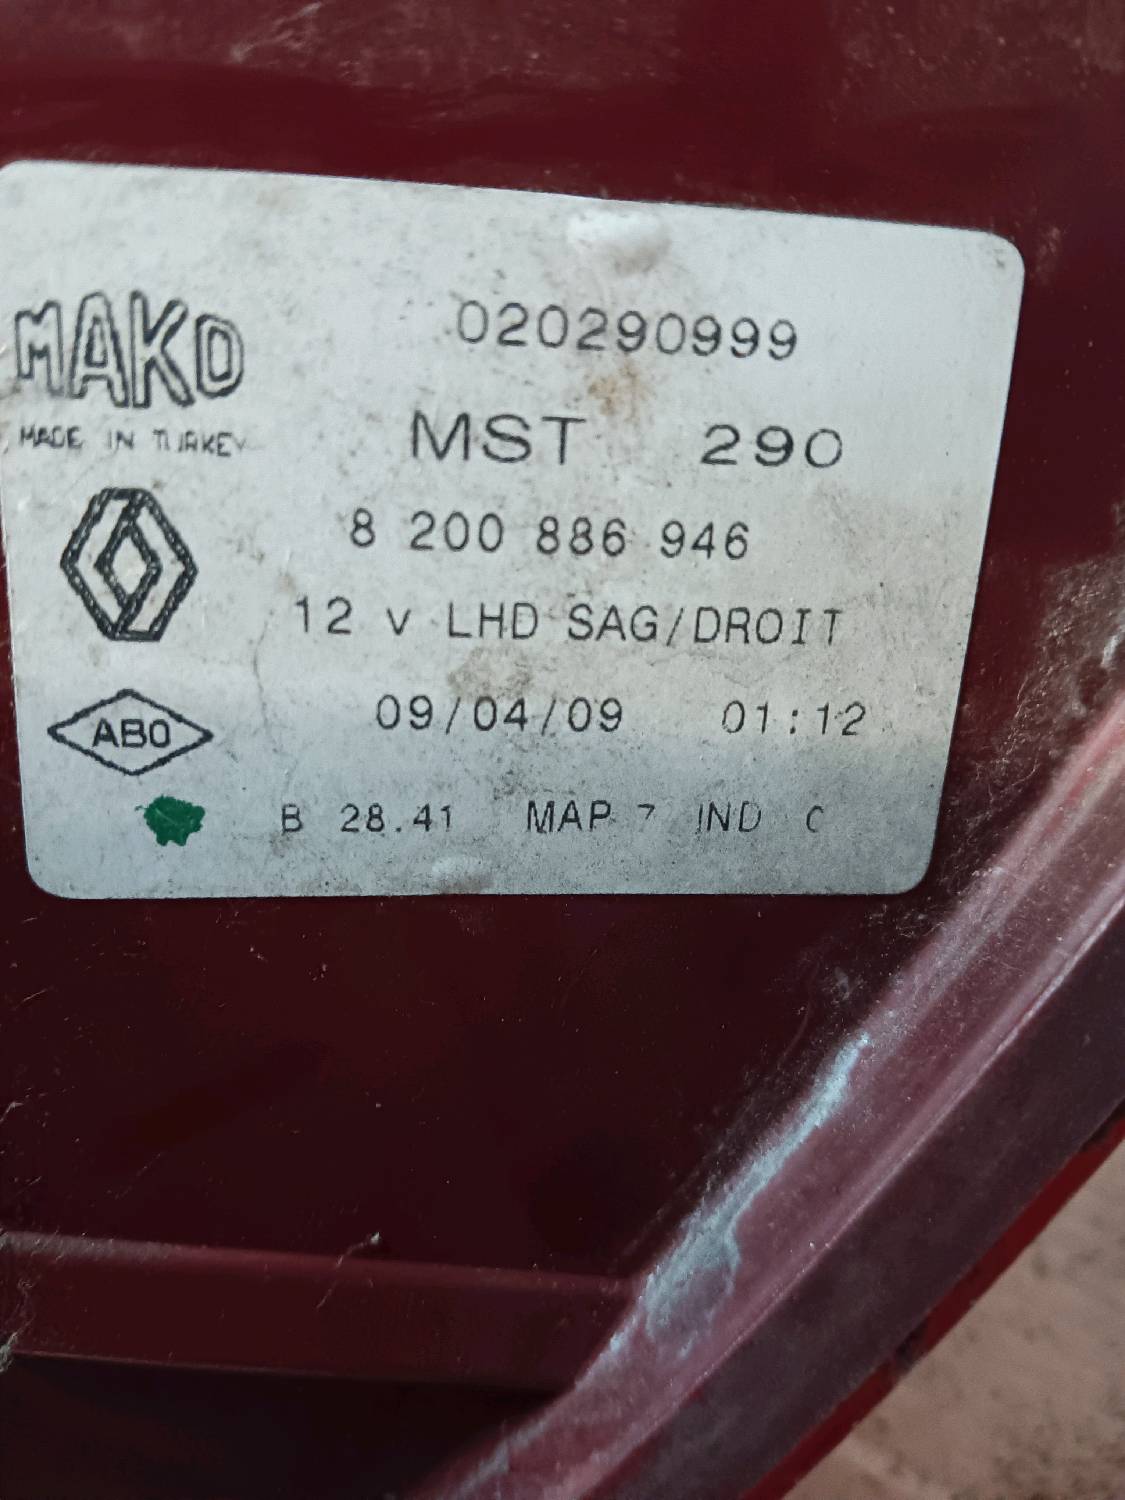 MAKO
020290999
MADE IN TURKEY
MST 290
8 200 886 946
12 v LHD SAG/DROIT
ABO
09/04/09 01:12
B 28.41 MAP 7 IND C